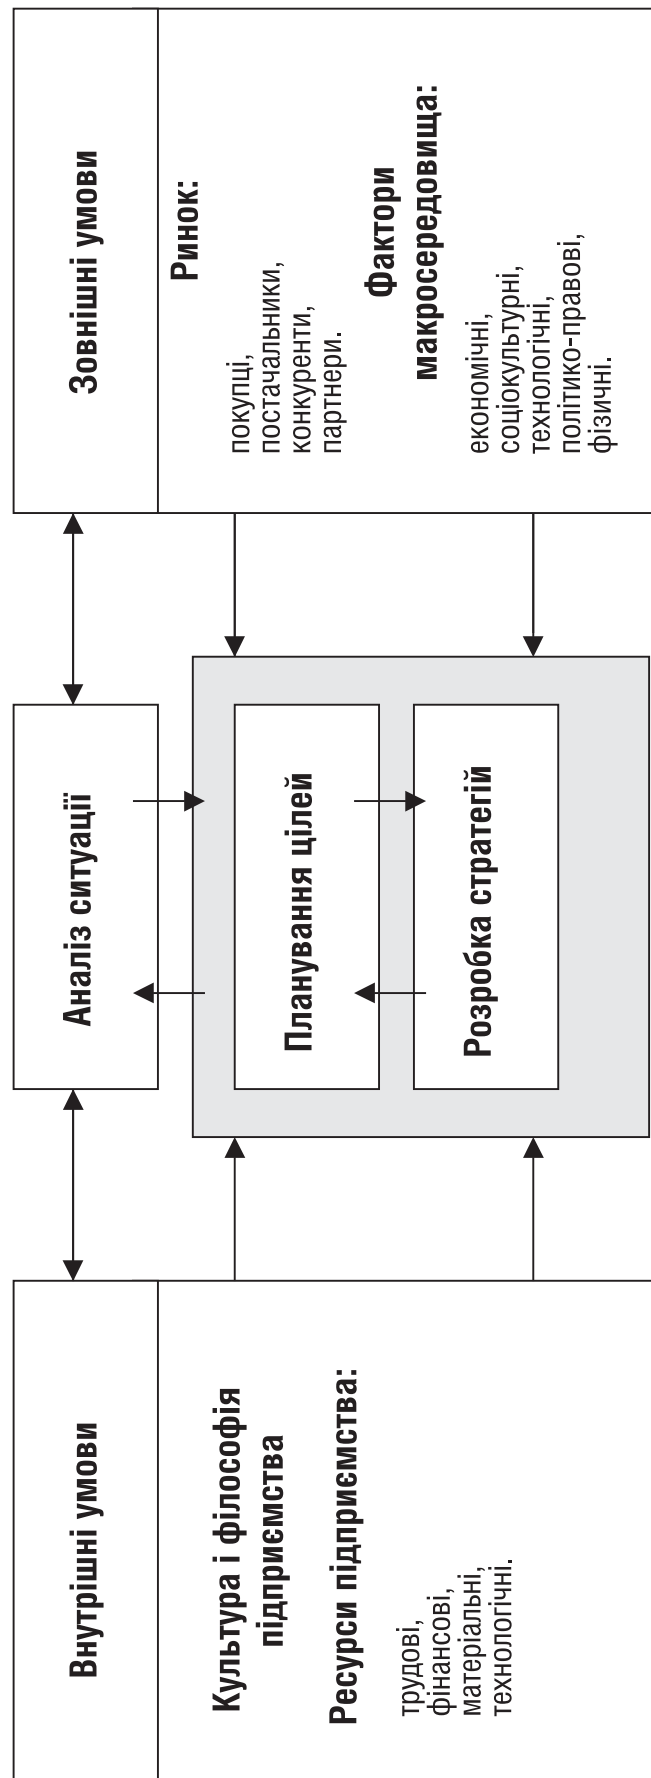 Внутрішні умови
Культура і філософія
підприємства
Ресурси підприємства:
трудові,
фінансові,
матеріальні,
технологічні.
Аналіз ситуації
Планування цілей
Розробка стратегій
Зовнішні умови
Ринок:
покупці,
постачальники,
конкуренти,
партнери.
Фактори
макросередовища:
економічні,
соціокультурні,
технологічні,
політико-правові,
фізичні.